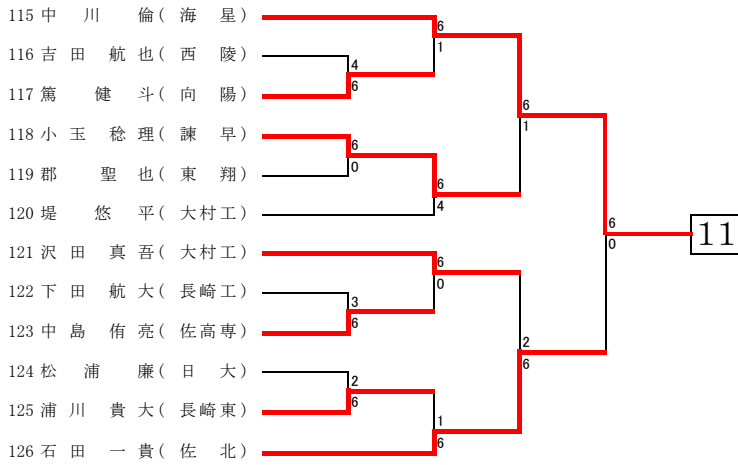 115 中川 倫 ( 海星 )
6
116 吉田航也 ( 西陵 )
1
4
117 篤 健斗 ( 向陽 )
6
6
118 小玉稔理 ( 諫早 )
1
6
119 郡 聖也 ( 東翔 )
0
6
120 堤 悠平 ( 大村工 )
4
6
11
0
121 沢田真吾 ( 大村工 )
6
122 下田航大 ( 長崎工 )
0
3
123 中島侑亮 ( 佐高専 )
6
2
124 松浦 廉 ( 日大 )
6
2
125 浦川貴大 ( 長崎東 )
6
1
126 石田一貴 ( 佐北 )
6